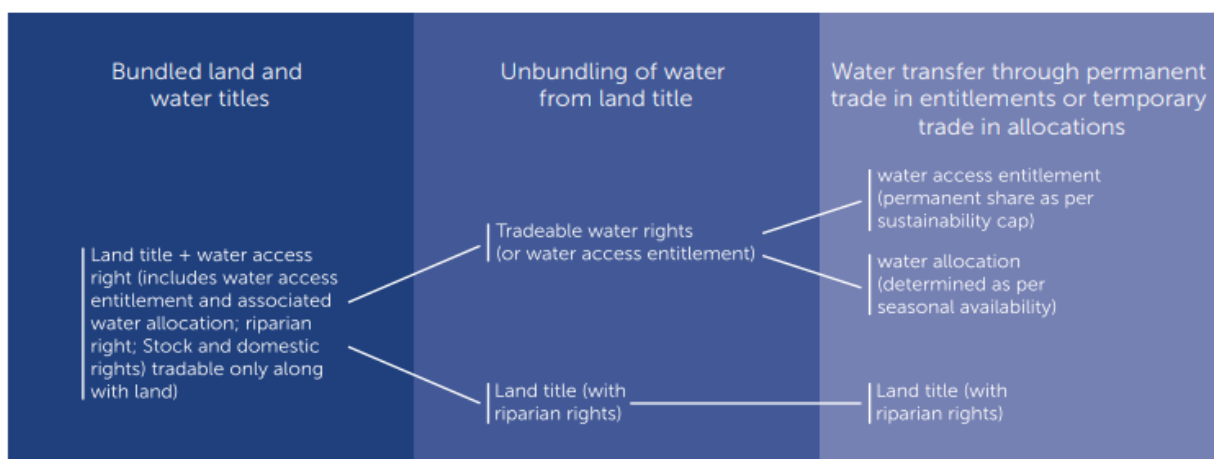 Bundled land and
water titles
Unbundling of water
from land title
Water transfer through permanent
trade in entitlements or temporary
trade in allocations
Land title + water access
right (includes water access
entitlement and associated
water allocation; riparian
right; Stock and domestic
rights) tradable only along
with land)
Tradeable water rights
(or water access entitlement)
Land title (with
riparian rights)
water access entitlement
(permanent share as per
sustainability cap)
water allocation
(determined as per
seasonal availability)
Land title (with
riparian rights)